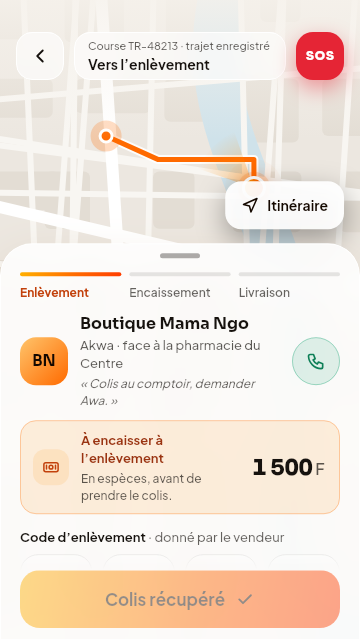 Course TR-48213 · trajet enregistré
Vers l’enlèvement
SOS
Itinéraire
Enlèvement
Encaissement
Livraison
BN
Boutique Mama Ngo
Akwa · face à la pharmacie du
Centre
« Colis au comptoir, demander
Awa. »
À encaisser à
l’enlèvement
En espèces, avant de
prendre le colis.
1 500 F
Code d’enlèvement · donné par le vendeur
Colis récupéré